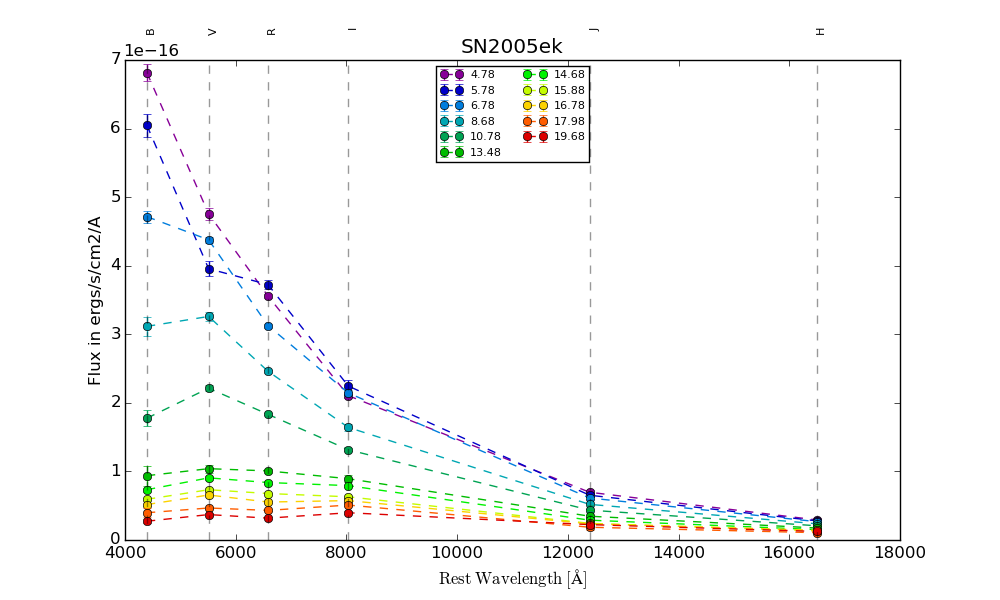 B V R I J H
1e−16
SN2005ek
7
6
5
4
3
2
1
0
Flux in ergs/s/cm2/A
4.78 14.68
5.78 15.88
6.78 16.78
8.68 17.98
10.78 19.68
13.48
4000 6000 8000 10000 12000 14000 16000 18000
Rest Wavelength [Å]